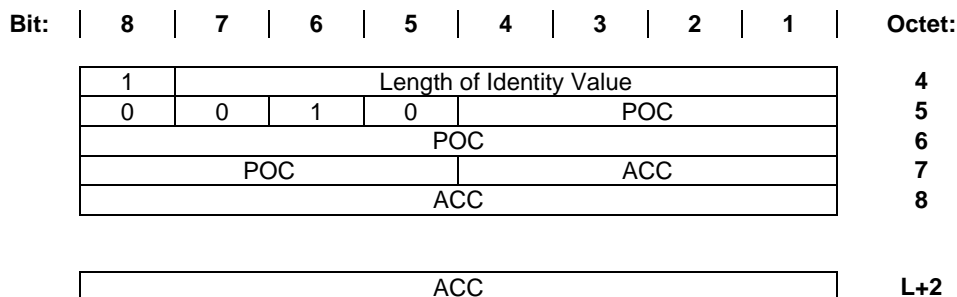 Bit: 8 7 6 5 4 3 2 1 Octet:
1 Length of Identity Value 4
0 0 1 0 POC 5
POC 6
POC ACC 7
ACC 8
ACC L+2